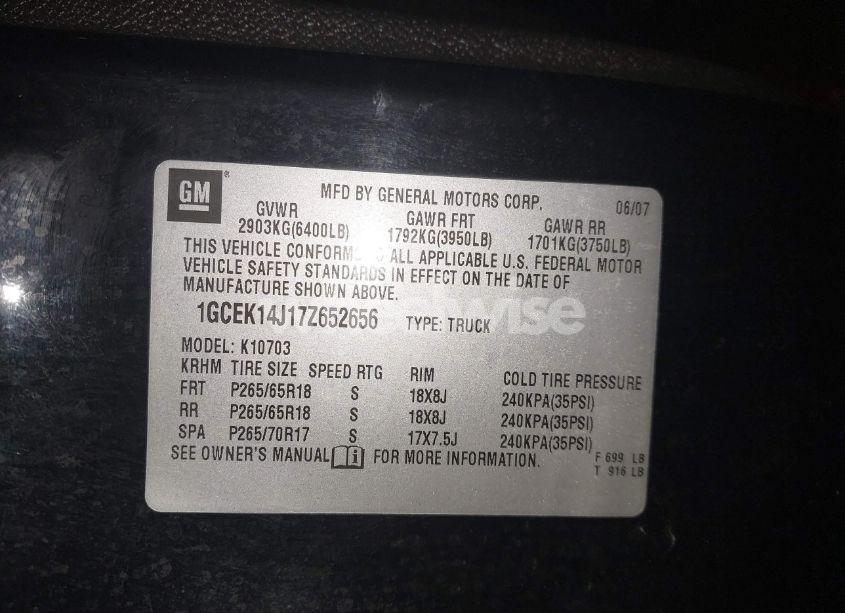 GM ®
MFD BY GENERAL MOTORS CORP. 06/07
GVWR GAWR FRT GAWR RR
2903KG(6400LB) 1792KG(3950LB) 1701KG(3750LB)
THIS VEHICLE CONFORMS ALL APPLICABLE U.S. FEDERAL MOTOR
VEHICLE SAFETY STANDARDS IN EFFECT ON THE DATE OF
MANUFACTURE SHOWN ABOVE.
1GCEK14J17Z652656 TYPE: TRUCK
MODEL: K10703
KRHM TIRE SIZE SPEED RTG RIM COLD TIRE PRESSURE
FRT P265/65R18 S 18X8J 240KPA(35PSI)
RR P265/65R18 S 18X8J 240KPA(35PSI)
SPA P265/70R17 S 17X7.5J 240KPA(35PSI)
SEE OWNER'S MANUAL i FOR MORE INFORMATION.
F 699 LB
T 916 LB